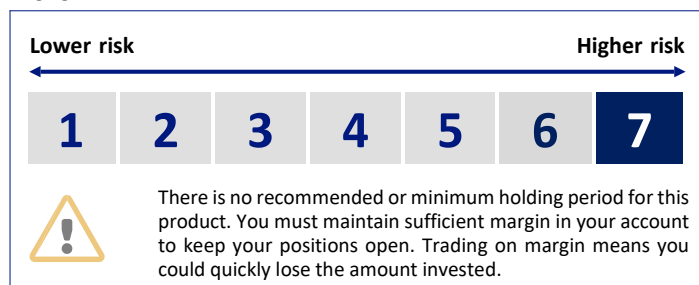 Lower risk Higher risk
1 2 3 4 5 6 7
There is no recommended or minimum holding period for this
product. You must maintain sufficient margin in your account
to keep your positions open. Trading on margin means you
could quickly lose the amount invested.